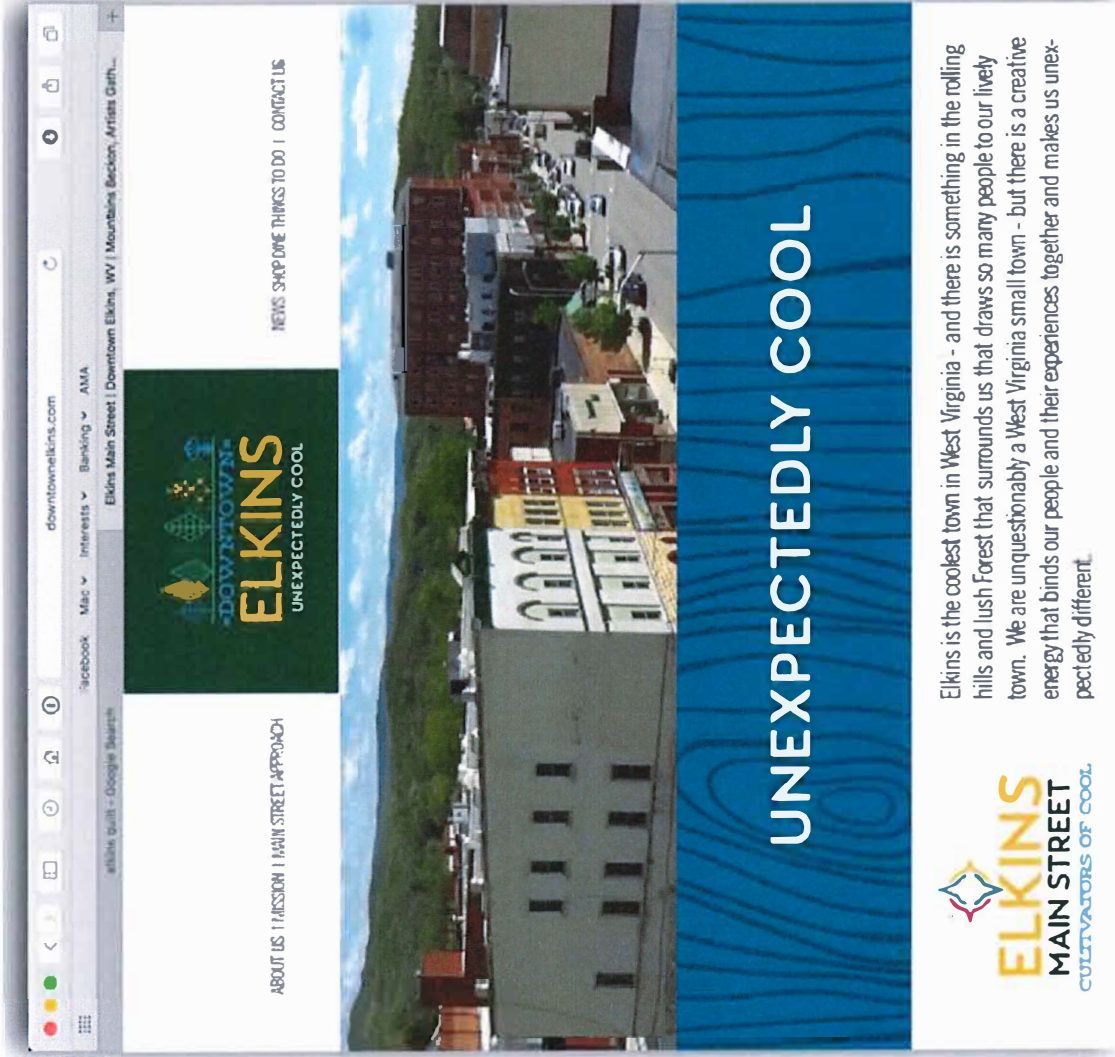 downtownelkins.com
Facebook Mac Interests Banking AMA
elkins built - Google Search
Elkins Main Street | Downtown Elkins, WV | Mountains Beckon, Artists Gath...
ABOUT US | MISSION | MAIN STREET APPROACH
DOWNTOWN
ELKINS
UNEXPECTEDLY COOL
NEWS SHOP DINE THINGS TO DO | CONTACT US
UNEXPECTEDLY COOL
ELKINS
MAIN STREET
CULTIVATORS OF COOL
Elkins is the coolest town in West Virginia - and there is something in the rolling
hills and lush Forest that surrounds us that draws so many people to our lively
town. We are unquestionably a West Virginia small town - but there is a creative
energy that binds our people and their experiences together and makes us unex-
pectedly different.